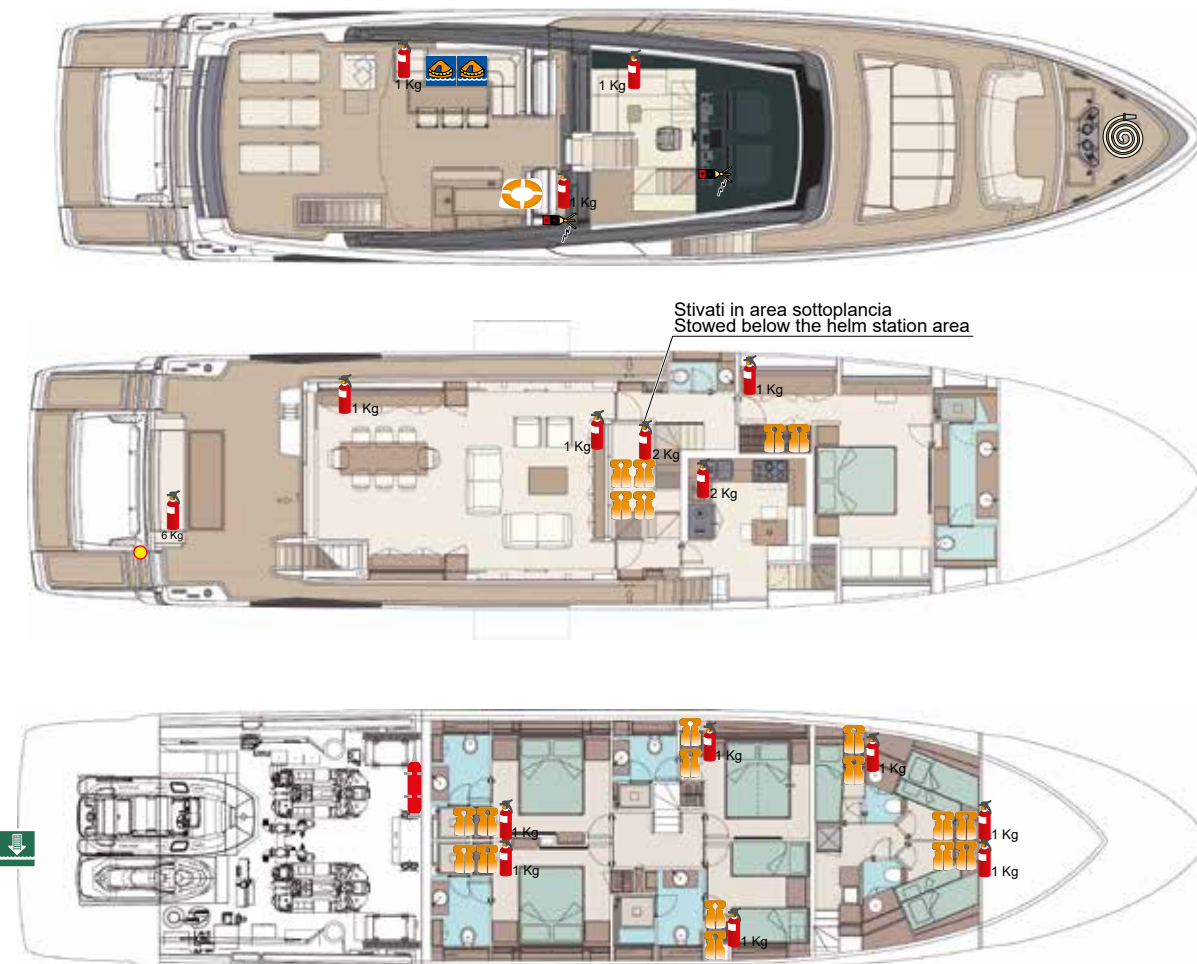 1 Kg
1 Kg
1 Kg
Stivati in area sottoplancia
Stowed below the helm station area
1 Kg
1 Kg
1 Kg
2 Kg
2 Kg
6 Kg
1 Kg
1 Kg
1 Kg
1 Kg
1 Kg
1 Kg
1 Kg